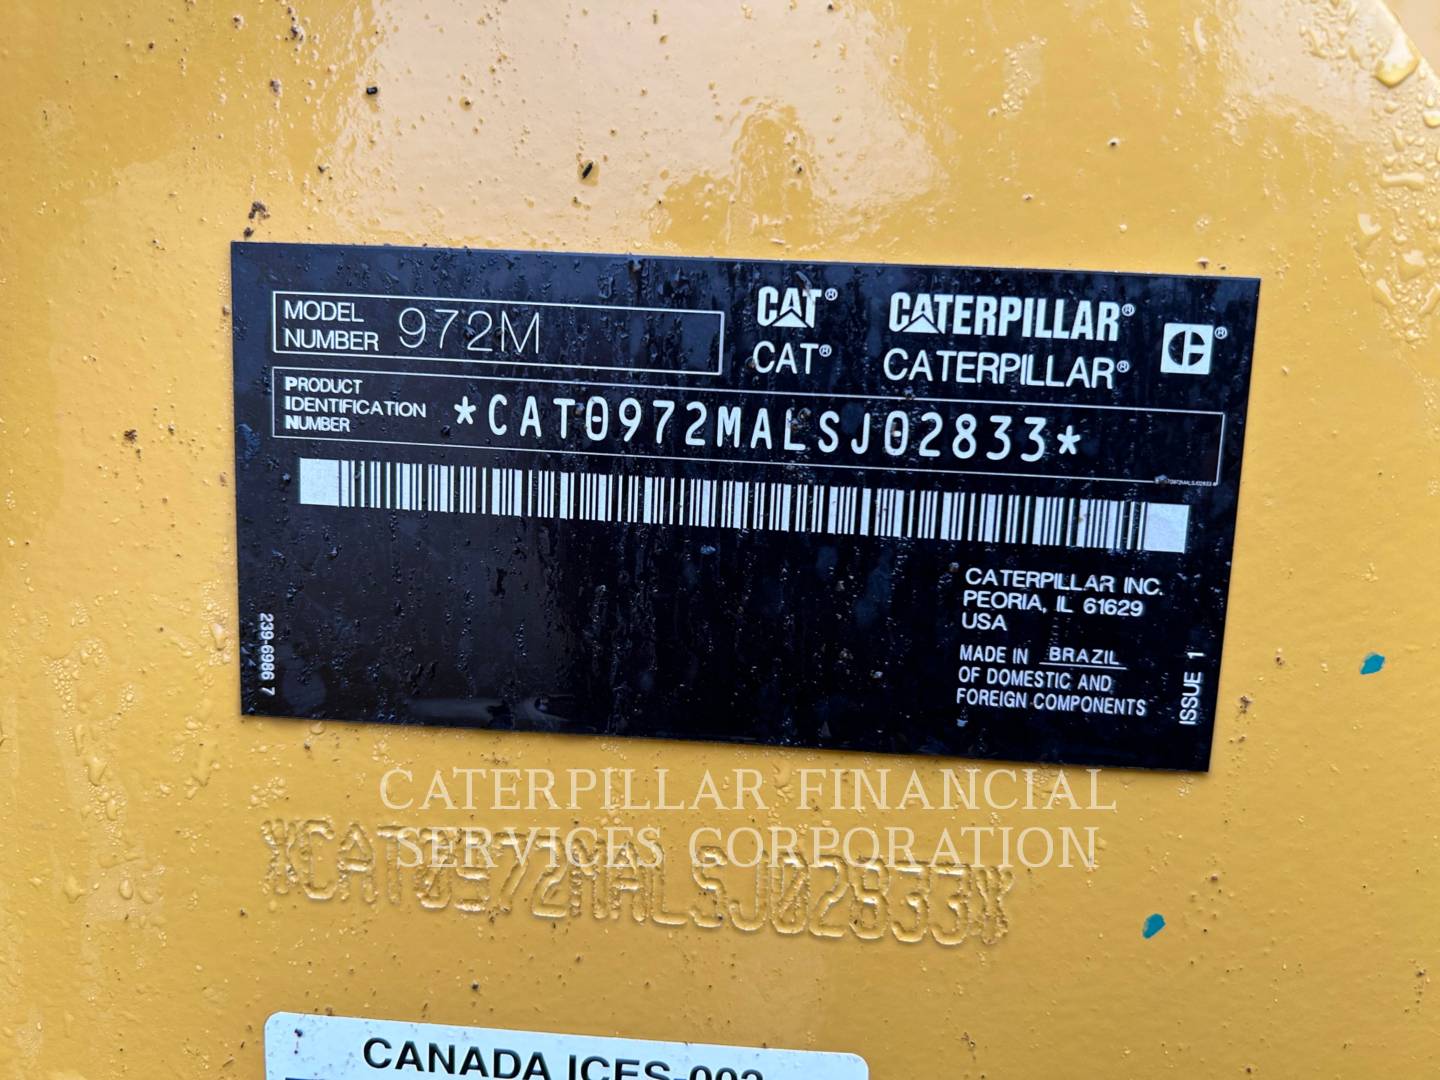 MODEL
NUMBER 972M
CAT® CATERPILLAR®
CAT® CATERPILLAR®
PRODUCT
IDENTIFICATION
NUMBER
*CAT0972MALSJ02833*
CATERPILLAR INC.
PEORIA, IL 61629
USA
MADE IN BRAZIL
OF DOMESTIC AND
FOREIGN COMPONENTS
239-6986 7
ISSUE 1
CATERPILLAR FINANCIAL
SERVICES CORPORATION
*CAT0972MALSJ02833*
CANADA ICES-002